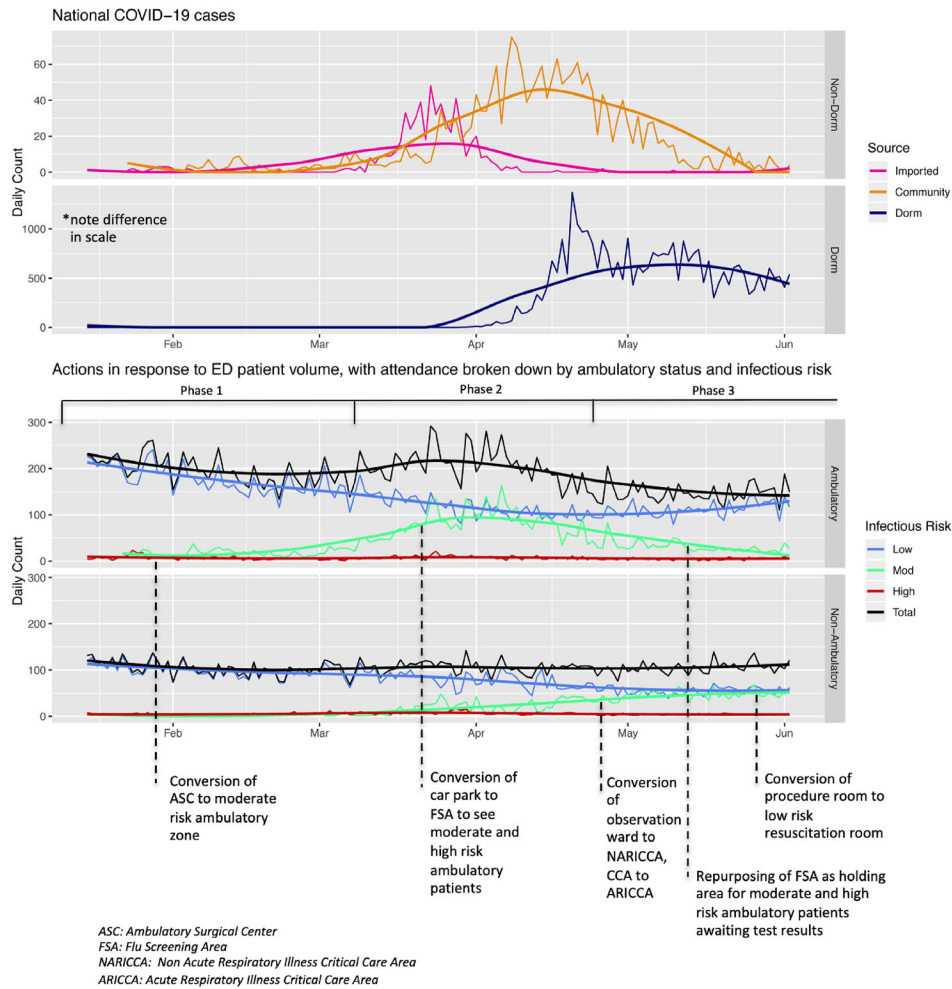 National COVID−19 cases
60
40
20
0
Non−Dorm
*note difference
in scale
1000
500
0
Dorm
Daily Count
Feb
Mar
Apr
May
Jun
Source
Imported
Community
Dorm
Actions in response to ED patient volume, with attendance broken down by ambulatory status and infectious risk
Phase 1
Phase 2
Phase 3
300
200
100
0
Ambulatory
300
200
100
0
Non−Ambulatory
Daily Count
Feb
Mar
Apr
May
Jun
Infectious Risk
Low
Mod
High
Total
Conversion of
ASC to moderate
risk ambulatory
zone
Conversion of
car park to
FSA to see
moderate and
high risk
ambulatory
patients
Conversion
of
observation
ward to
NARICCA,
CCA to
ARICCA
Conversion of
procedure room to
low risk
resuscitation room
Repurposing of FSA as holding
area for moderate and high
risk ambulatory patients
awaiting test results
ASC: Ambulatory Surgical Center
FSA: Flu Screening Area
NARICCA: Non Acute Respiratory Illness Critical Care Area
ARICCA: Acute Respiratory Illness Critical Care Area